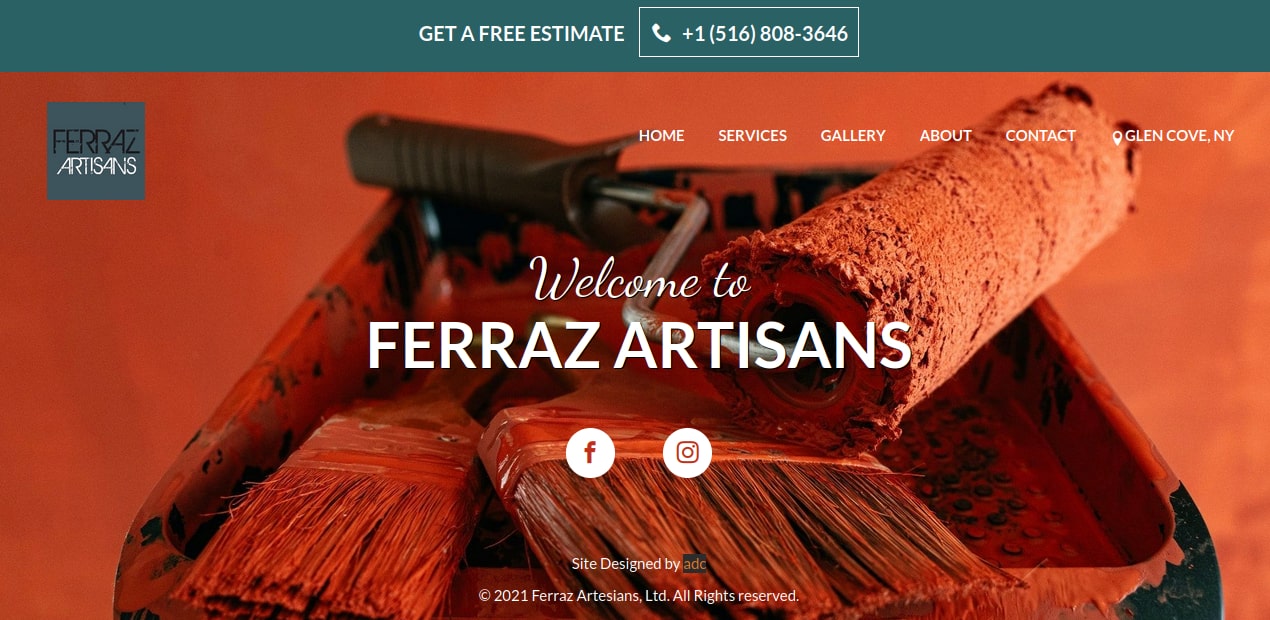 GET A FREE ESTIMATE +1 (516) 808-3646
FERRAZ
ARTISANS
HOME SERVICES GALLERY ABOUT CONTACT GLEN COVE, NY
Welcome to
FERRAZ ARTISANS
Site Designed by adc
© 2021 Ferraz Artesians, Ltd. All Rights reserved.